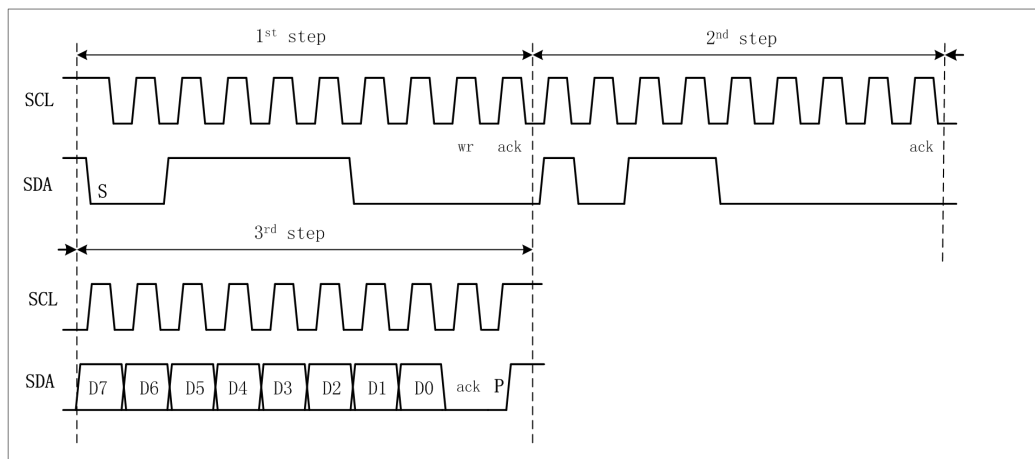 1st step 2nd step
SCL
wr ack ack
SDA
S
3rd step
SCL
SDA D7 D6 D5 D4 D3 D2 D1 D0 ack P